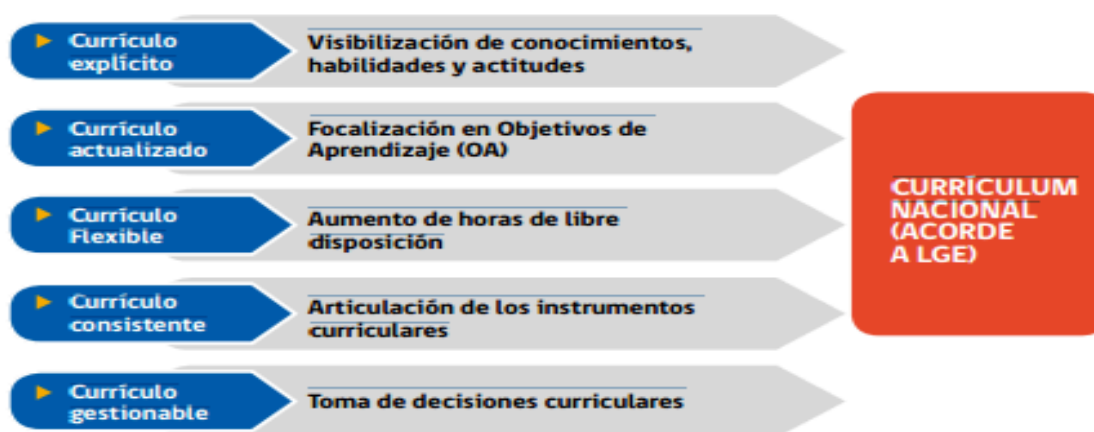 Currículo
explícito
Visibilización de conocimientos,
habilidades y actitudes
Currículo
actualizado
Focalización en Objetivos de
Aprendizaje (OA)
Currículo
Flexible
Aumento de horas de libre
disposición
Currículo
consistente
Articulación de los instrumentos
curriculares
Currículo
gestionable
Toma de decisiones curriculares
CURRÍCULUM
NACIONAL
(ACORDE
A LGE)